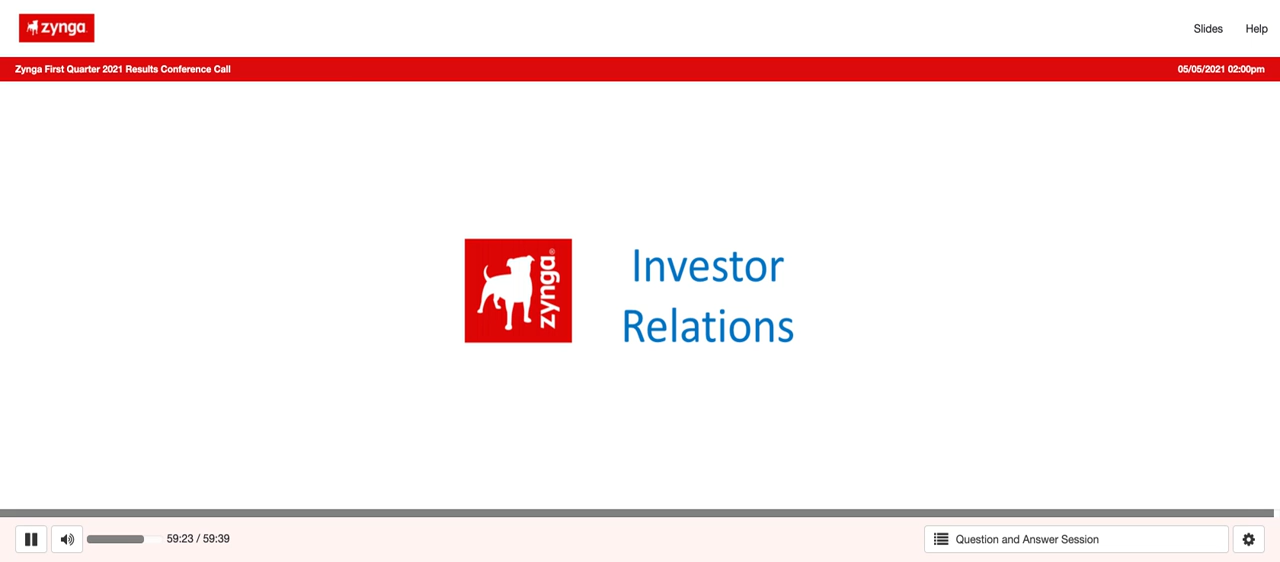 zynga
Slides Help
Zynga First Quarter 2021 Results Conference Call 05/05/2021 02:00pm
zynga®
Investor
Relations
59:23 / 59:39
Question and Answer Session